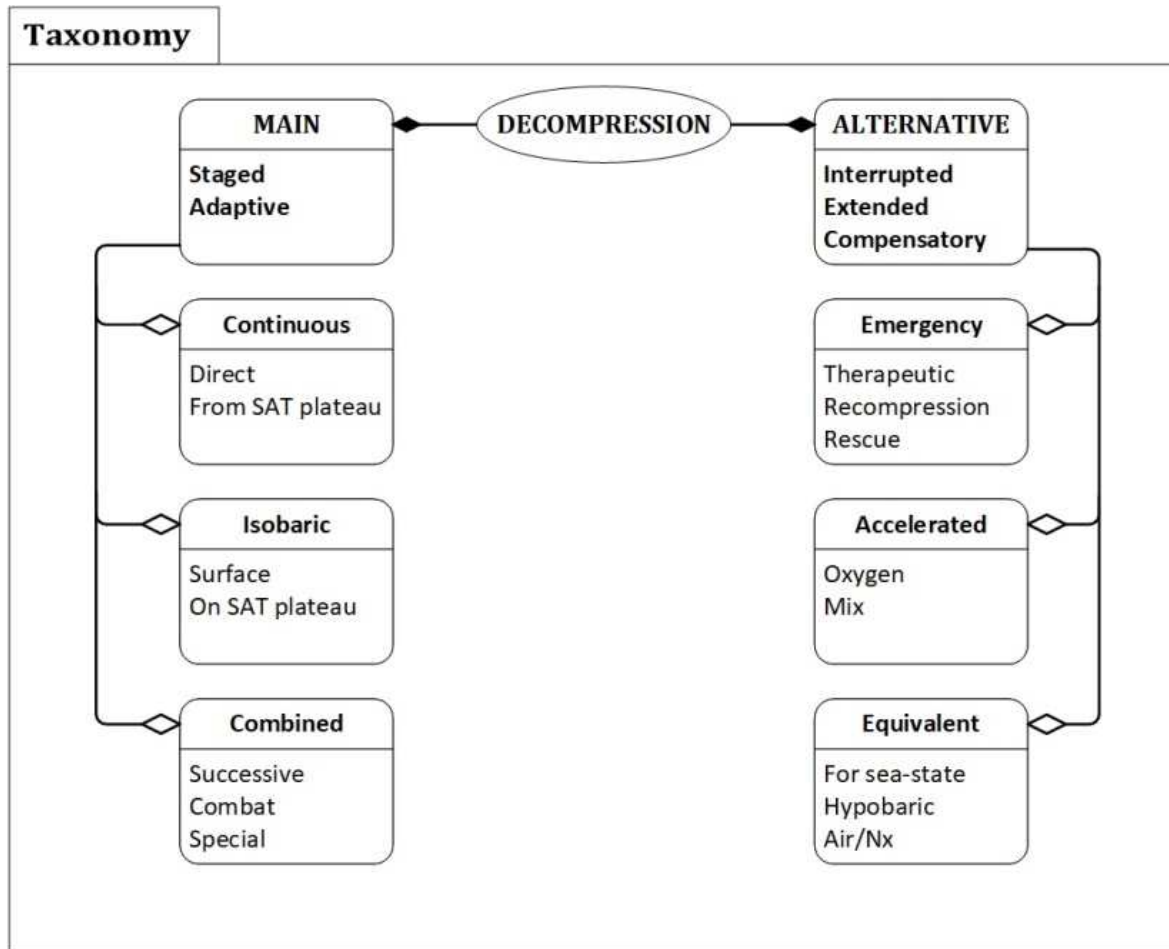 Taxonomy
DECOMPRESSION
MAIN
Staged
Adaptive
Continuous
Direct
From SAT plateau
Isobaric
Surface
On SAT plateau
Combined
Successive
Combat
Special
ALTERNATIVE
Interrupted
Extended
Compensatory
Emergency
Therapeutic
Recompression
Rescue
Accelerated
Oxygen
Mix
Equivalent
For sea-state
Hypobaric
Air/Nx